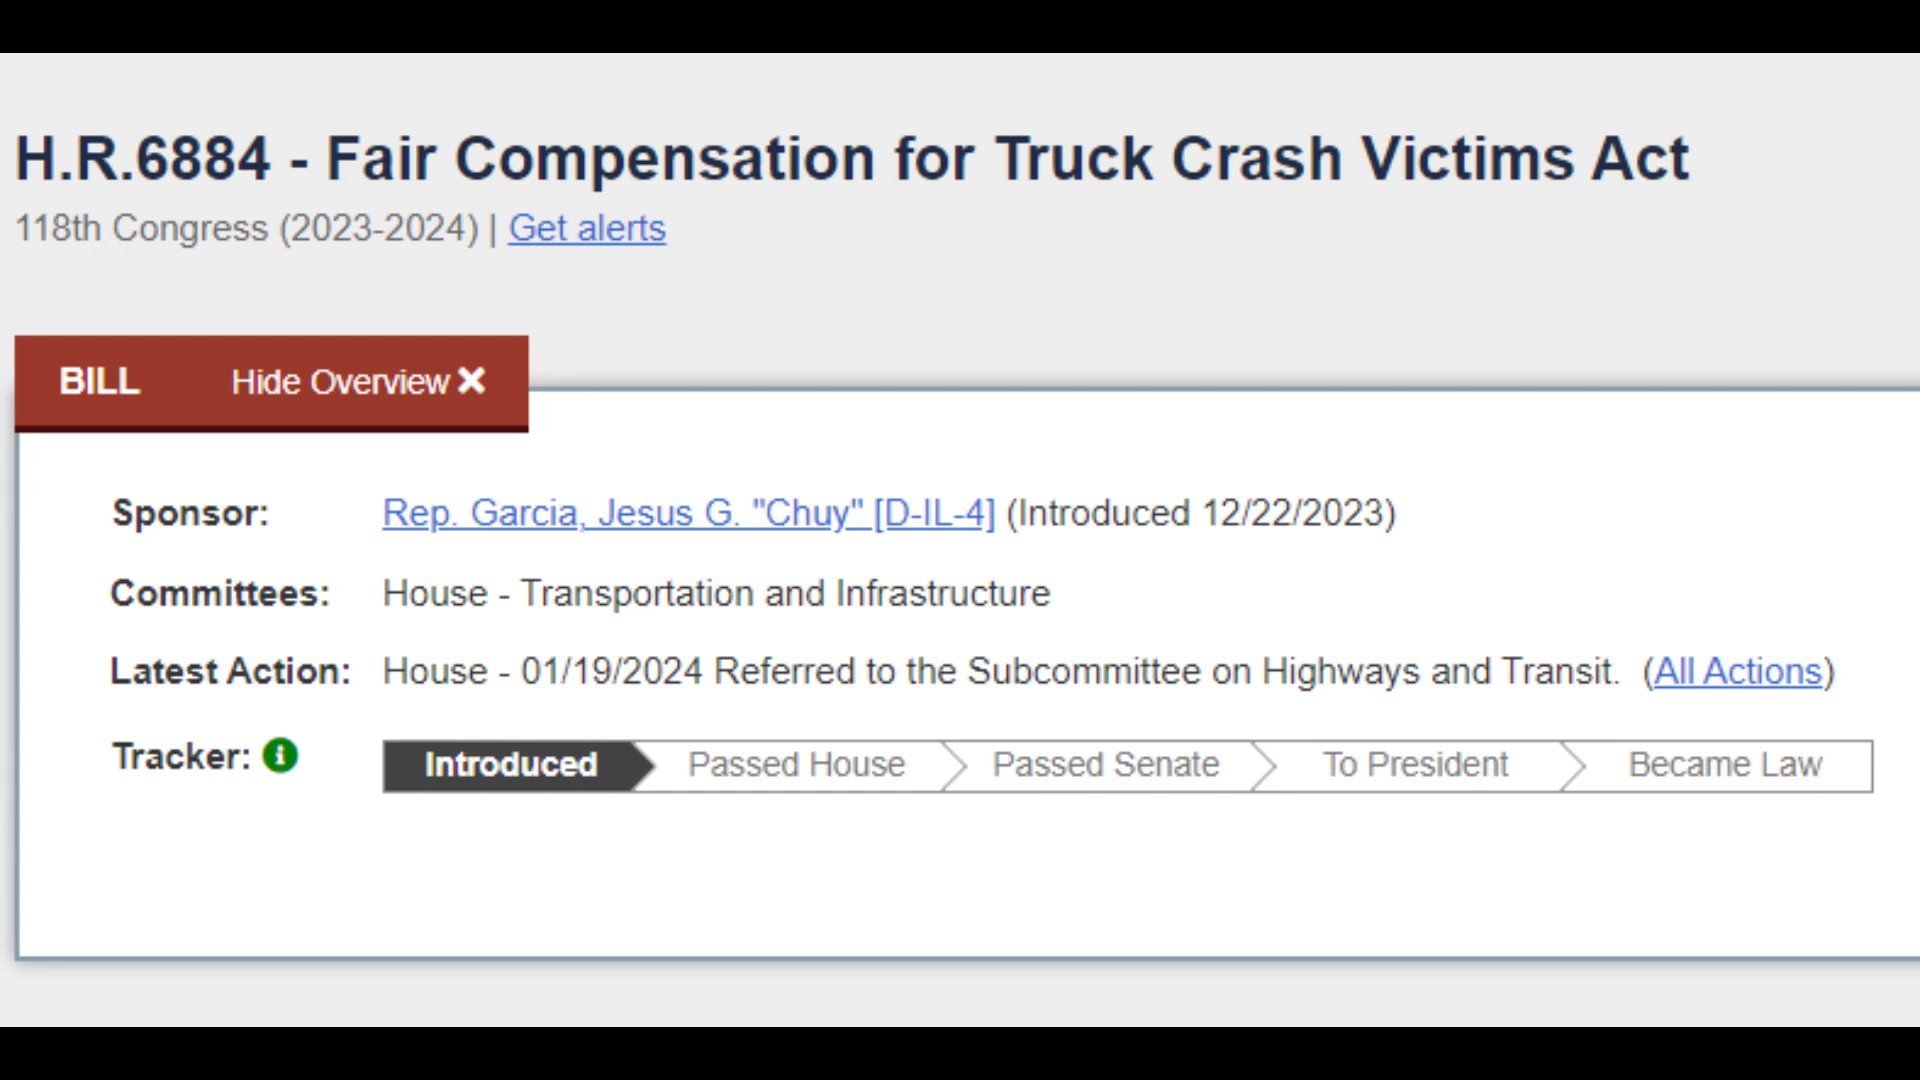 H.R.6884 - Fair Compensation for Truck Crash Victims Act
118th Congress (2023-2024) | Get alerts
BILL Hide Overview ✕
Sponsor: Rep. Garcia, Jesus G. "Chuy" [D-IL-4] (Introduced 12/22/2023)
Committees: House - Transportation and Infrastructure
Latest Action: House - 01/19/2024 Referred to the Subcommittee on Highways and Transit. (All Actions)
Tracker: i Introduced Passed House Passed Senate To President Became Law